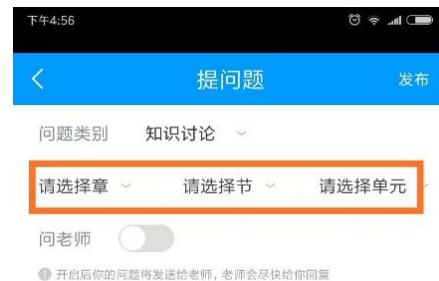 下午4:56
提问题 发布
问题类别 知识讨论
请选择章 请选择节 请选择单元
问老师
开启后你的问题将发送给老师，老师会尽快给你回复